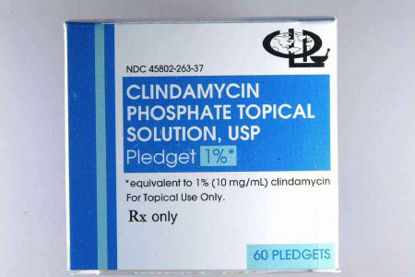 NDC 45802-263-37
CLINDAMYCIN
PHOSPHATE TOPICAL
SOLUTION, USP
Pledget 1%*
*equivalent to 1% (10 mg/mL) clindamycin
For Topical Use Only.
Rx only
60 PLEDGETS